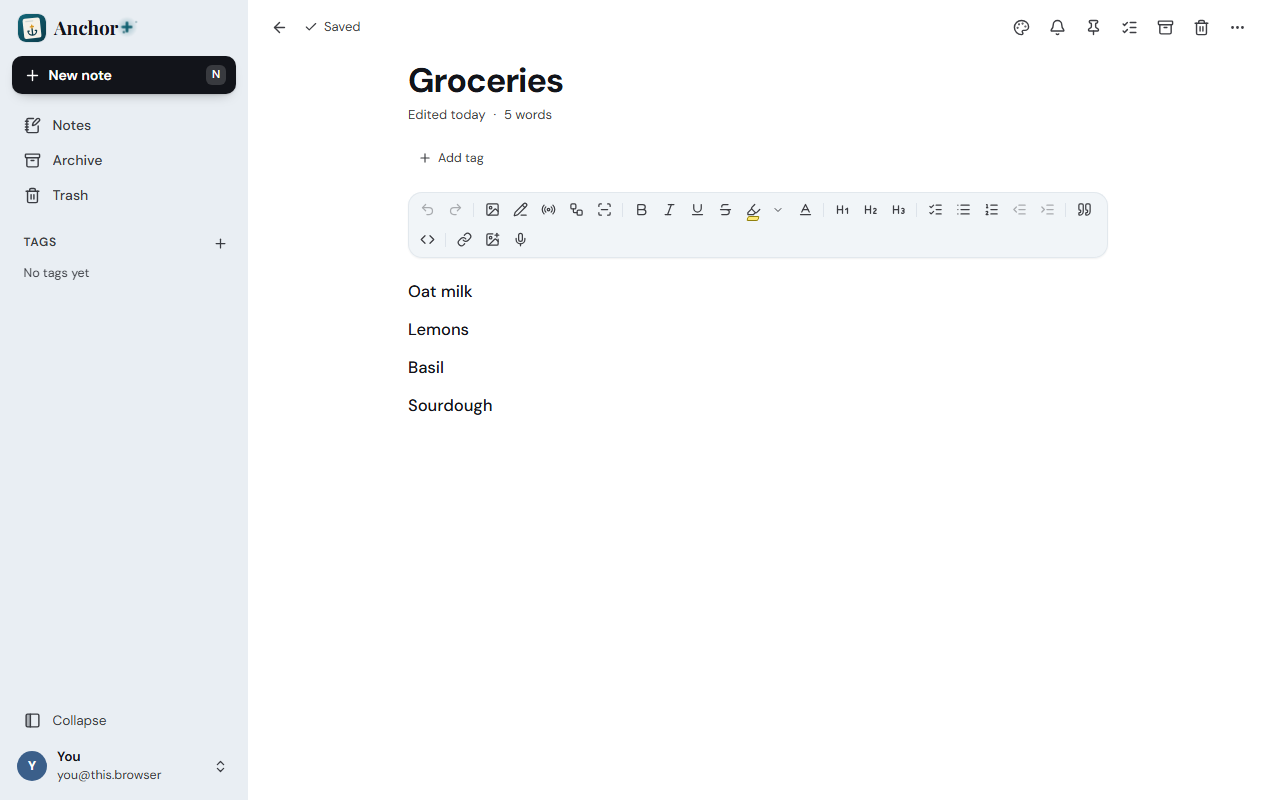 Anchor
Saved
New note
N
Notes
Archive
Trash
TAGS
No tags yet
Groceries
Edited today · 5 words
Add tag
B I U S A H1 H2 H3
Oat milk
Lemons
Basil
Sourdough
Collapse
Y
You
you@this.browser